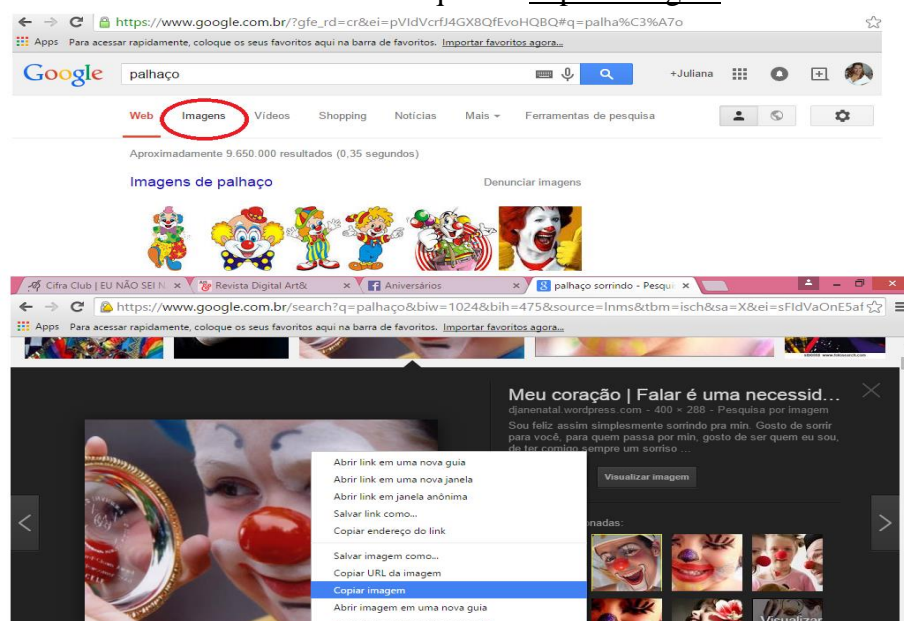 https://www.google.com.br/?gfe_rd=cr&ei=pVIdVcrfJ4GX8QfEvoHQBQ#q=palha%C3%A7o
Apps Para acessar rapidamente, coloque os seus favoritos aqui na barra de favoritos. Importar favoritos agora...
Google palhaço +Juliana
Web Imagens Vídeos Shopping Notícias Mais Ferramentas de pesquisa
Aproximadamente 9.650.000 resultados (0,35 segundos)
Imagens de palhaço Denunciar imagens
Cifra Club | EU NÃO SEI N Revista Digital Art& Aniversários palhaço sorrindo - Pesqui
https://www.google.com.br/search?q=palhaço&biw=1024&bih=475&source=lnms&tbm=isch&sa=X&ei=sFIdVaOnE5af
Apps Para acessar rapidamente, coloque os seus favoritos aqui na barra de favoritos. Importar favoritos agora...
Meu coração | Falar é uma necessid...
djanenatal.wordpress.com - 400 × 288 - Pesquisa por imagem
Sou feliz assim simplesmente sorrindo pra min. Gosto de sorrir
para você, para quem passa por min, gosto de ser quem eu sou,
de ter comigo sempre um sorriso ...
Abrir link em uma nova guia
Abrir link em uma nova janela
Visualizar imagem
Abrir link em janela anônima
Salvar link como...
Copiar endereço do link
nadas:
Salvar imagem como...
Copiar URL da imagem
Copiar imagem
Abrir imagem em uma nova guia
Visualizar